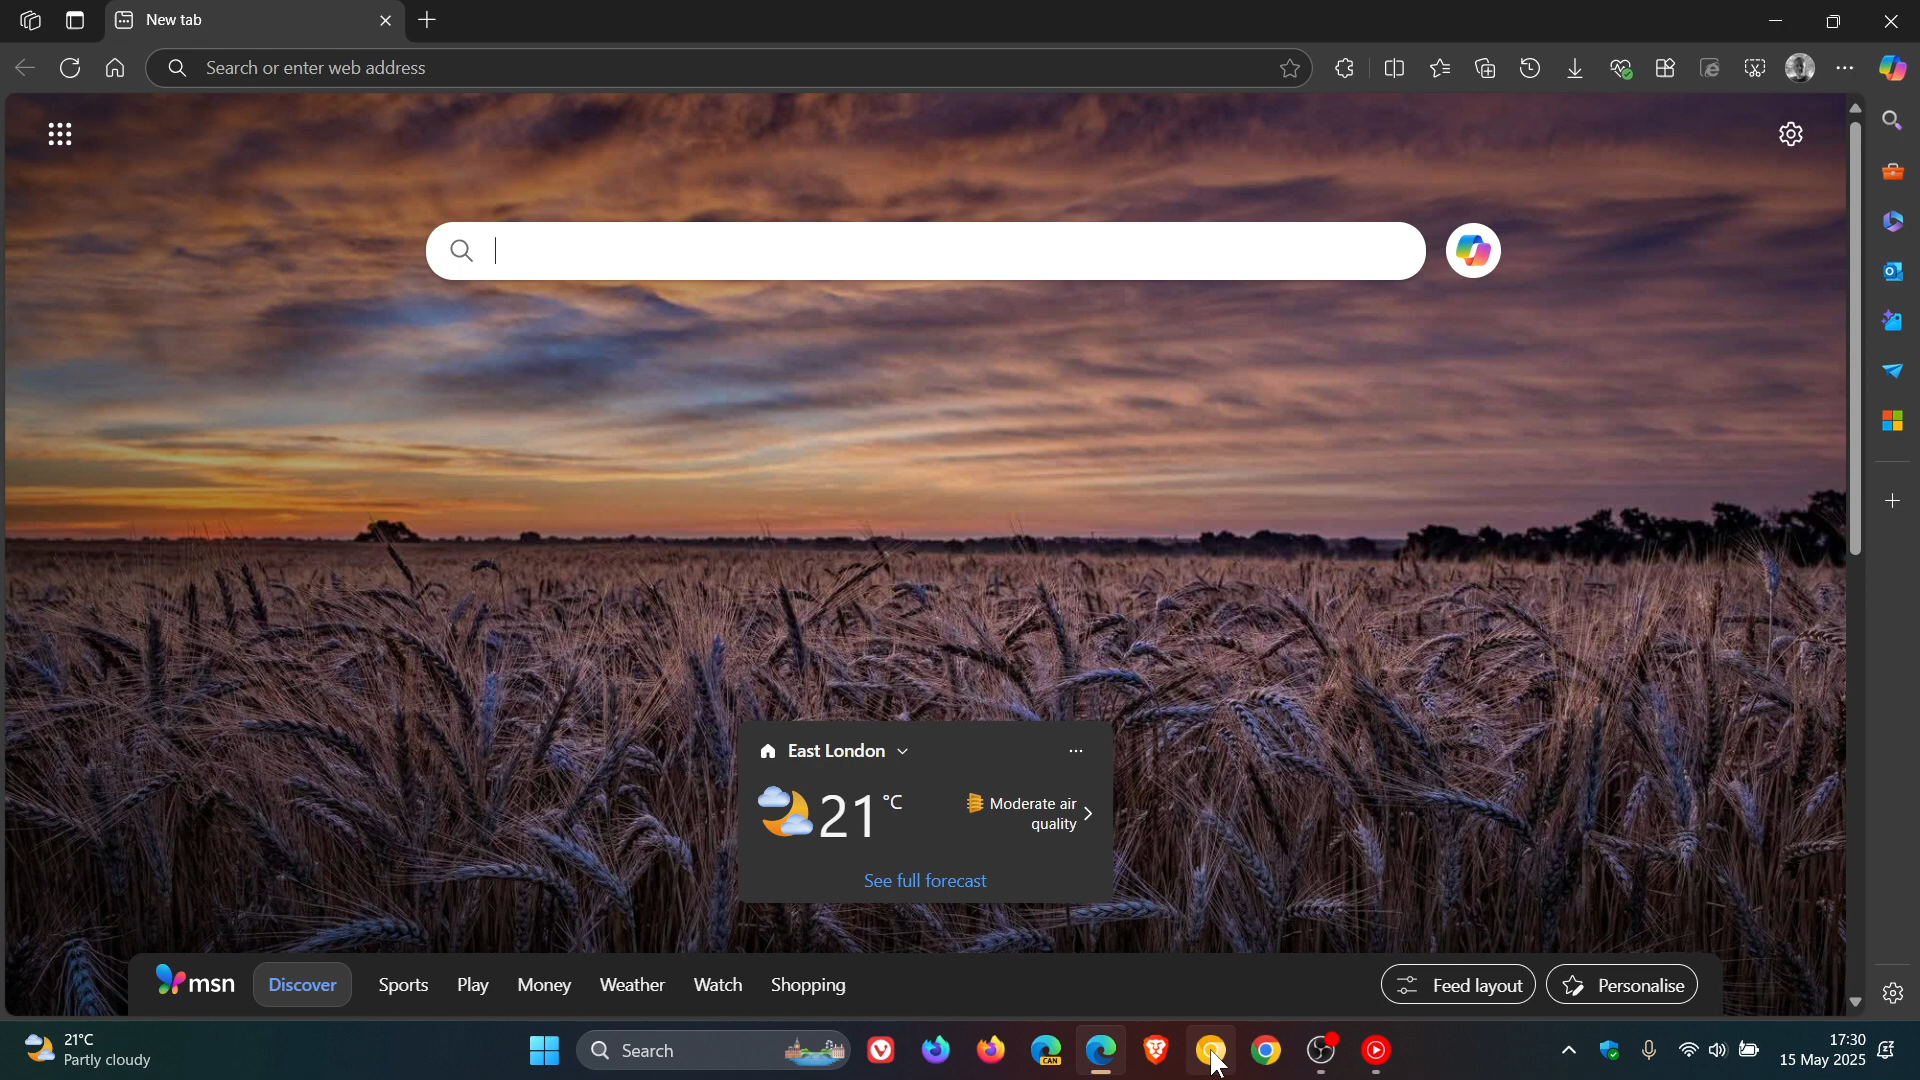 New tab
Search or enter web address
East London
21 °C
Moderate air
quality
See full forecast
msn
Discover
Sports
Play
Money
Weather
Watch
Shopping
Feed layout
Personalise
21°C
Partly cloudy
Search
CAN
17:30
15 May 2025